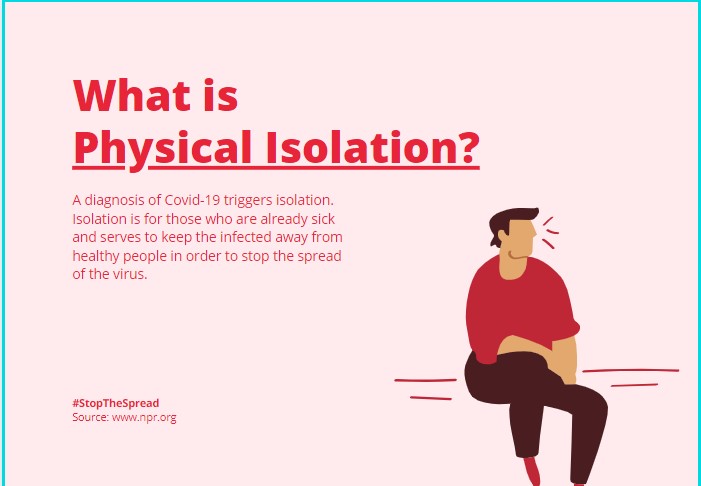 What is
Physical Isolation?
A diagnosis of Covid-19 triggers isolation.
Isolation is for those who are already sick
and serves to keep the infected away from
healthy people in order to stop the spread
of the virus.
#StopTheSpread
Source: www.npr.org